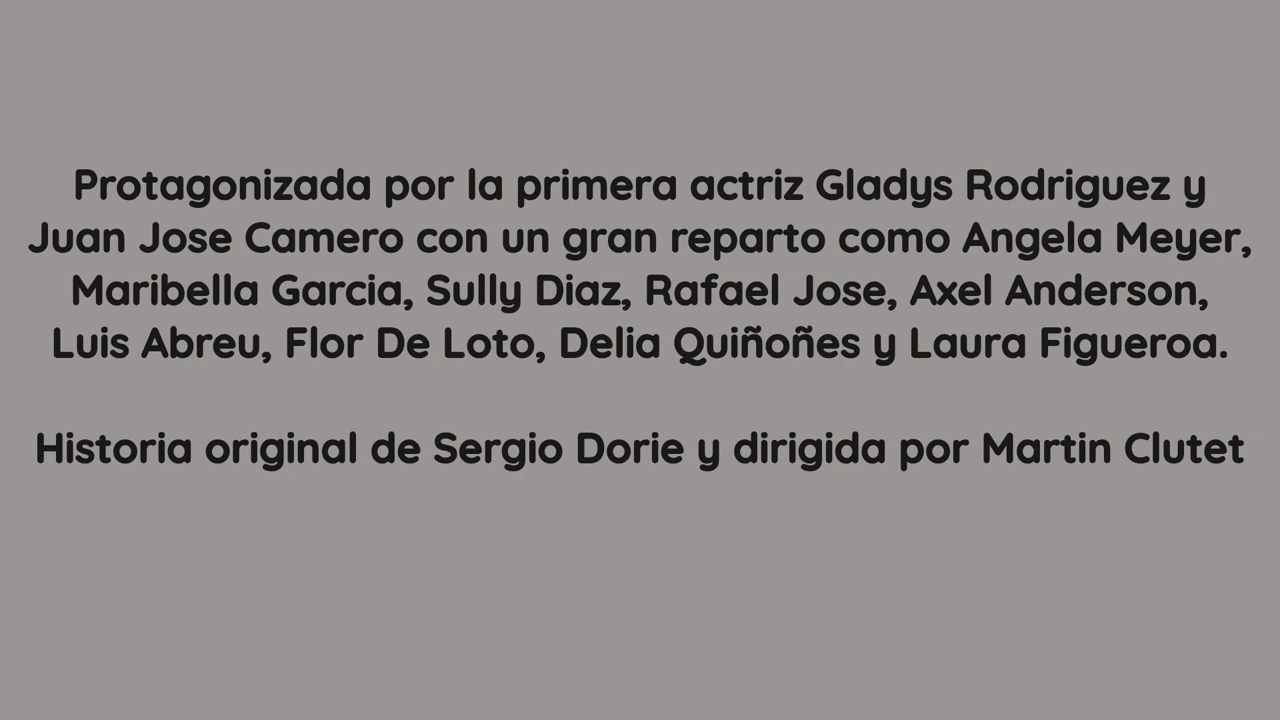 Protagonizada por la primera actriz Gladys Rodriguez y
Juan Jose Camero con un gran reparto como Angela Meyer,
Maribella Garcia, Sully Diaz, Rafael Jose, Axel Anderson,
Luis Abreu, Flor De Loto, Delia Quiñoñes y Laura Figueroa.
Historia original de Sergio Dorie y dirigida por Martin Clutet